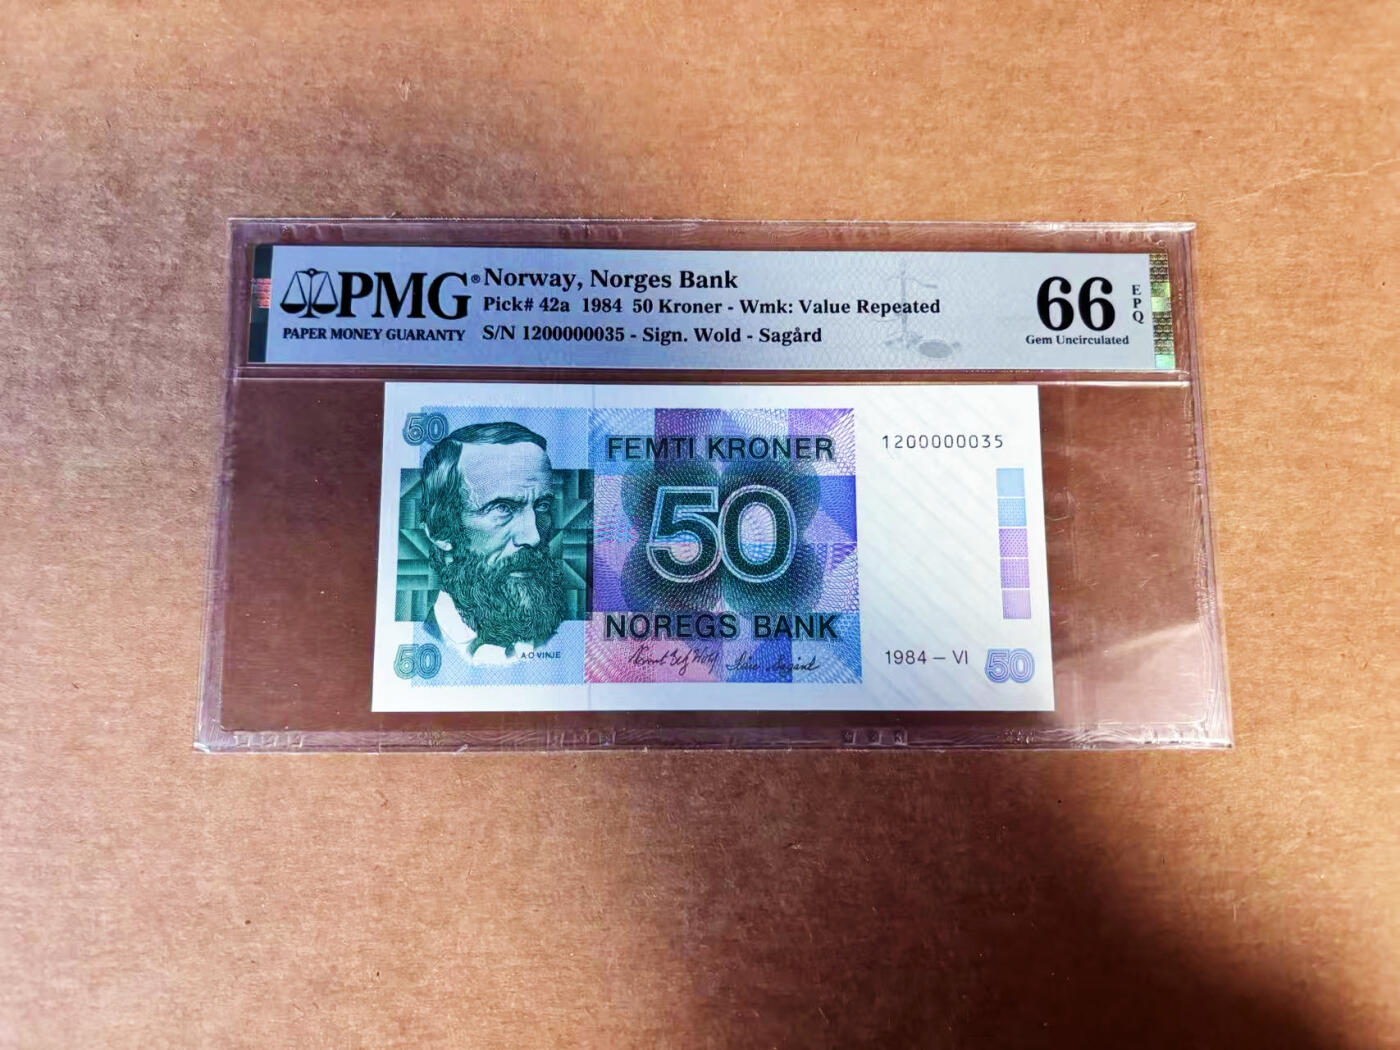 PMG®
PAPER MONEY GUARANTY
Norway, Norges Bank
Pick# 42a 1984 50 Kroner - Wmk: Value Repeated
S/N 1200000035 - Sign. Wold - Sagård
66
EPQ
Gem Uncirculated
50
FEMTI KRONER
1200000035
50
NOREGS BANK
50
A·O·VINJE
1984 – VI
50